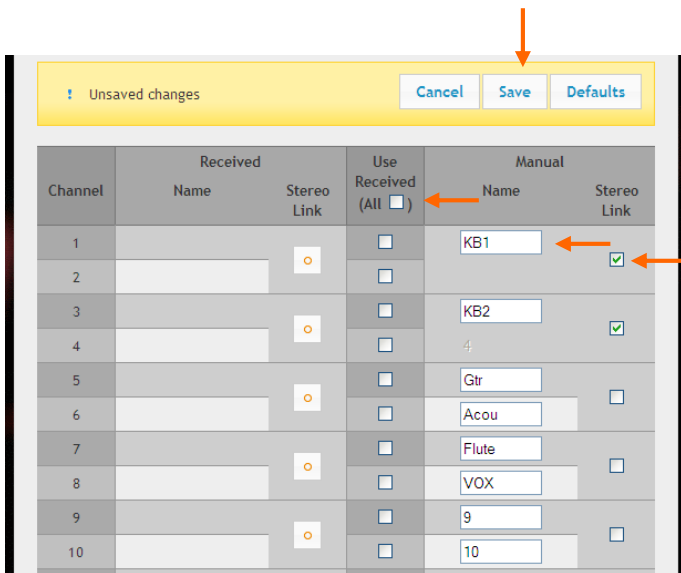 ! Unsaved changes Cancel Save Defaults
Received Use Manual
Channel Name Stereo Link Received (All ) Name Stereo Link
1 KB1
2
3 KB2
4 4
5 Gtr
6 Acou
7 Flute
8 VOX
9 9
10 10